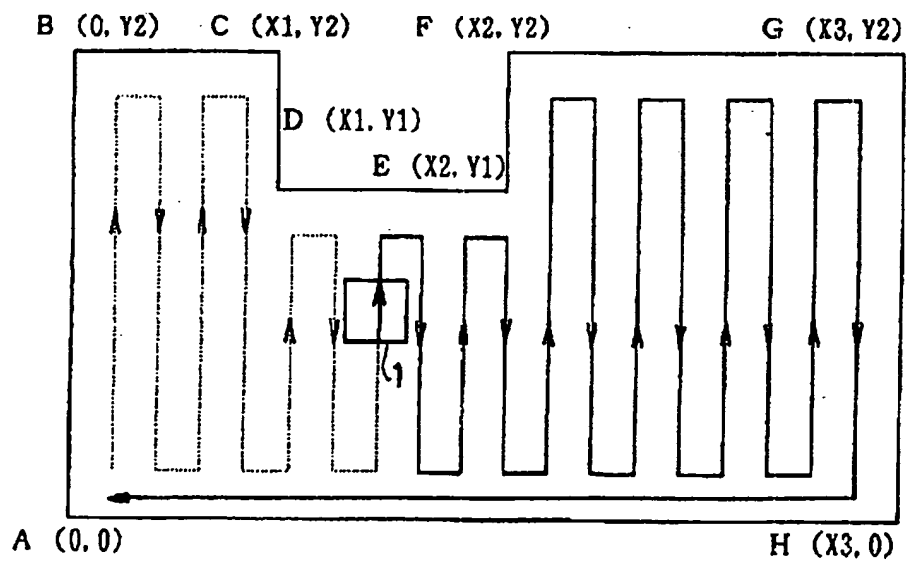 B (0, Y2) C (X1, Y2) F (X2, Y2) G (X3, Y2)
D (X1, Y1)
E (X2, Y1)
1
A (0, 0)
H (X3, 0)